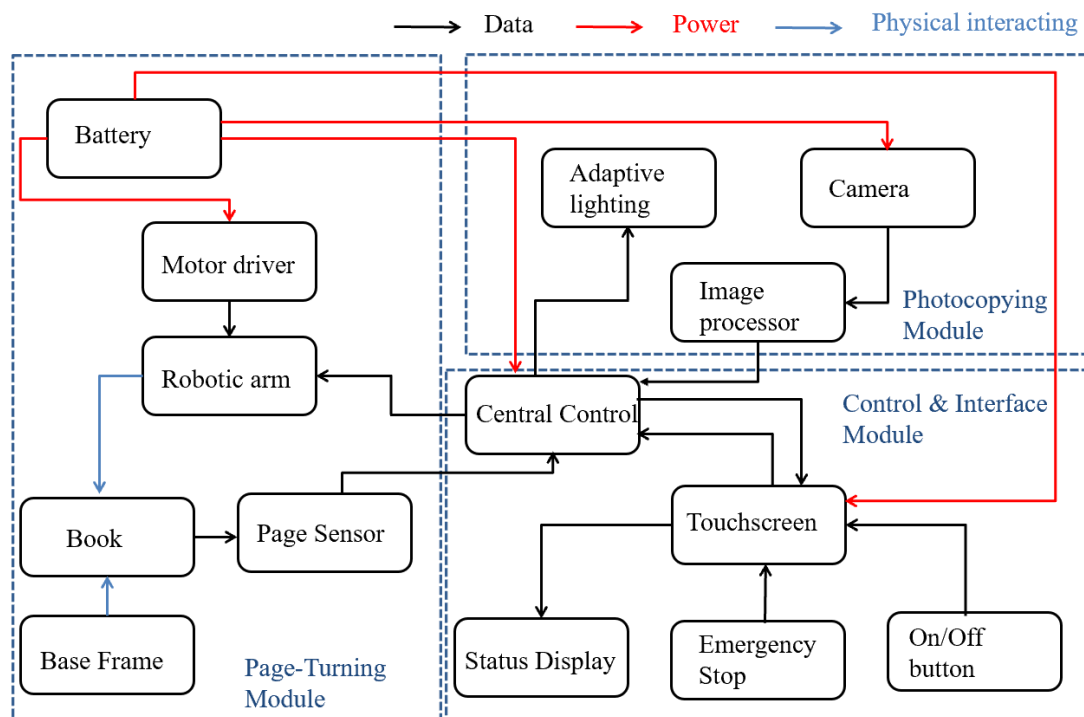 Data
Power
Physical interacting
Battery
Adaptive
lighting
Camera
Motor driver
Image
processor
Photocopying
Module
Robotic arm
Central Control
Control & Interface
Module
Book
Page Sensor
Touchscreen
Base Frame
Page-Turning
Module
Status Display
Emergency
Stop
On/Off
button